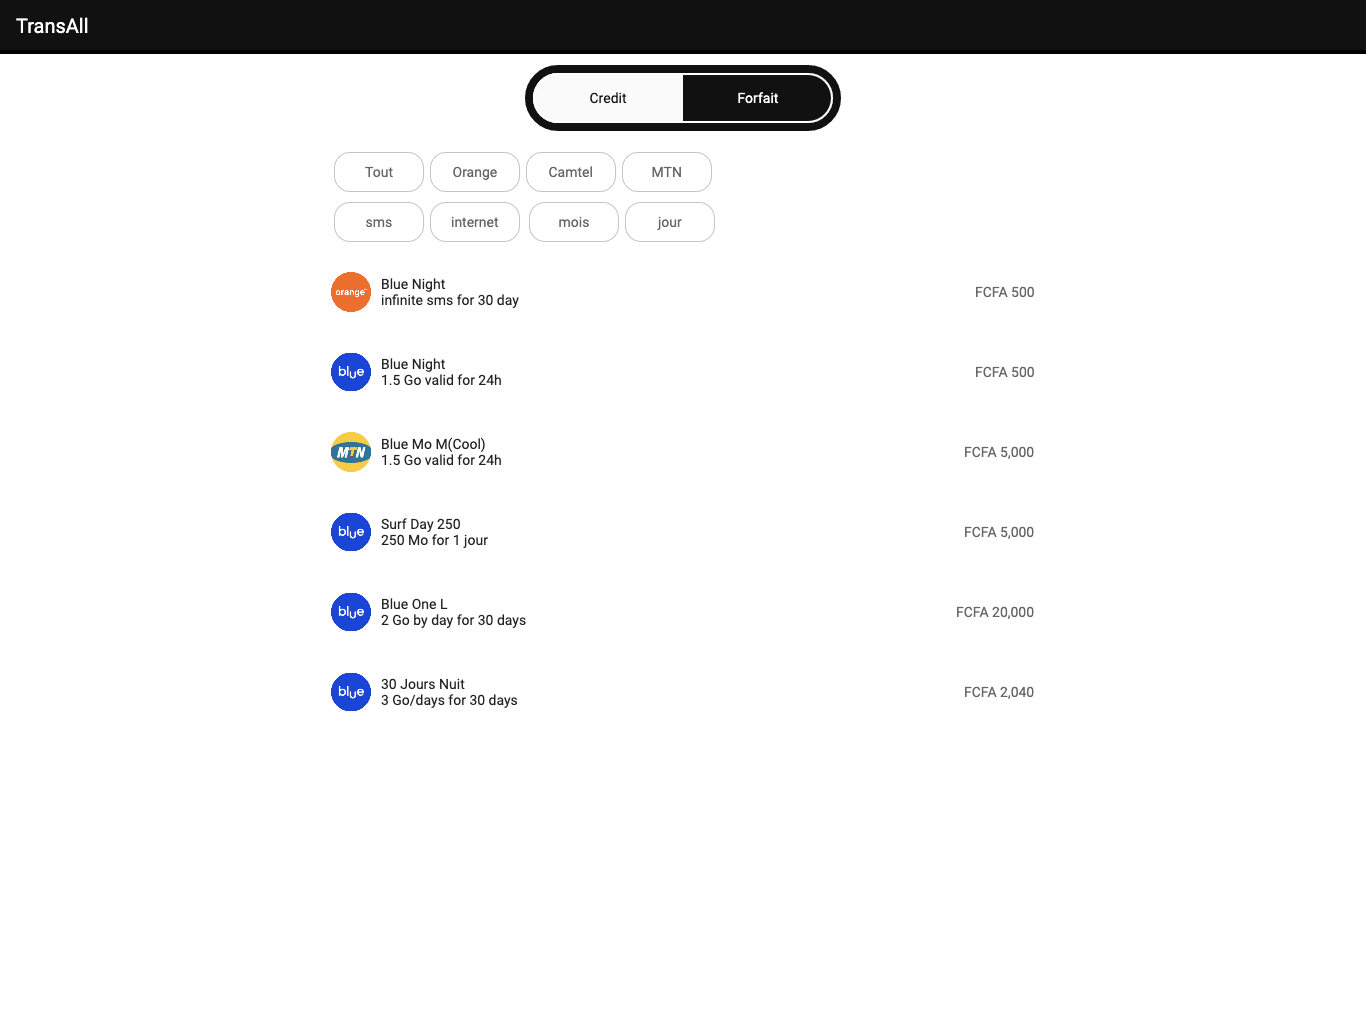 TransAll
Credit Forfait
Tout Orange Camtel MTN
sms internet mois jour
orange
Blue Night
infinite sms for 30 day
FCFA 500
blue
Blue Night
1.5 Go valid for 24h
FCFA 500
MTN
Blue Mo M(Cool)
1.5 Go valid for 24h
FCFA 5,000
blue
Surf Day 250
250 Mo for 1 jour
FCFA 5,000
blue
Blue One L
2 Go by day for 30 days
FCFA 20,000
blue
30 Jours Nuit
3 Go/days for 30 days
FCFA 2,040